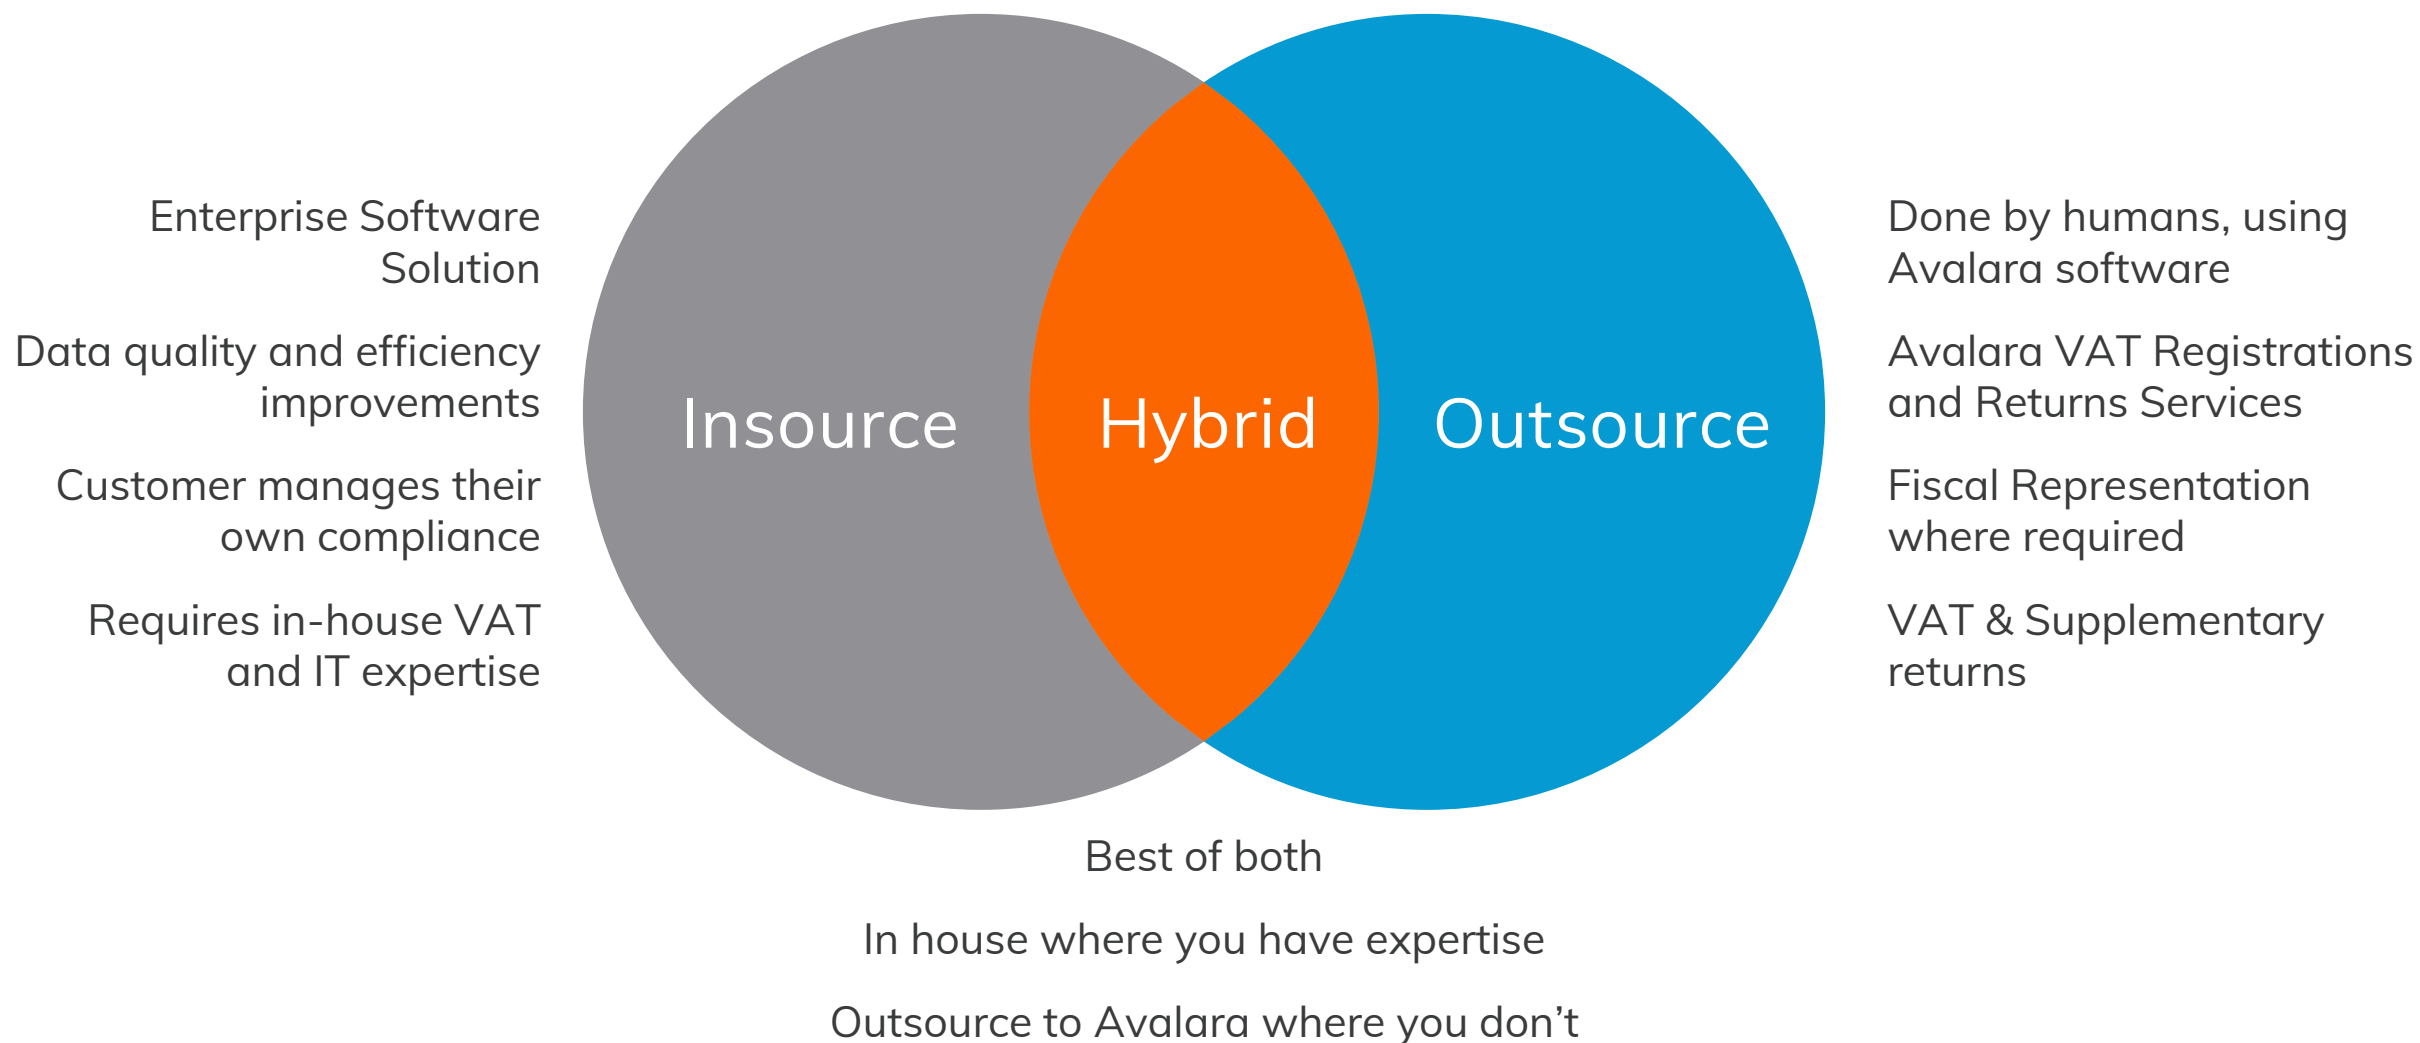 Enterprise Software
Solution
Data quality and efficiency
improvements
Customer manages their
own compliance
Requires in-house VAT
and IT expertise
Insource
Hybrid
Outsource
Done by humans, using
Avalara software
Avalara VAT Registrations
and Returns Services
Fiscal Representation
where required
VAT & Supplementary
returns
Best of both
In house where you have expertise
Outsource to Avalara where you don’t